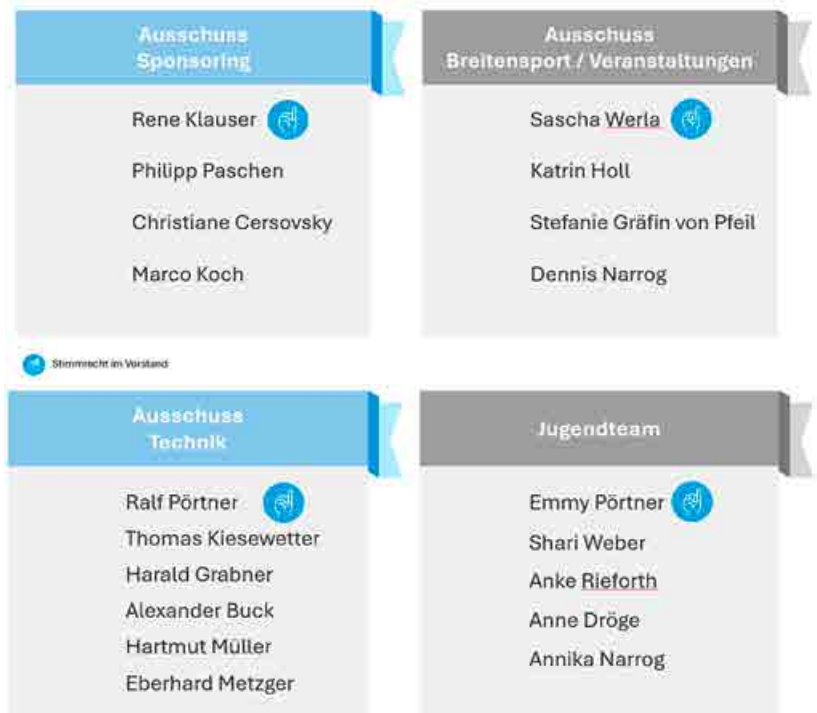 Ausschuss
Sponsoring
Rene Klauser
Philipp Paschen
Christiane Cersovsky
Marco Koch
Ausschuss
Breitensport / Veranstaltungen
Sascha Werla
Katrin Holl
Stefanie Gräfin von Pfeil
Dennis Narrog
Stimmrecht im Vorstand
Ausschuss
Technik
Ralf Pörtner
Thomas Kiesewetter
Harald Grabner
Alexander Buck
Hartmut Müller
Eberhard Metzger
Jugendteam
Emmy Pörtner
Shari Weber
Anke Rieforth
Anne Dröge
Annika Narrog